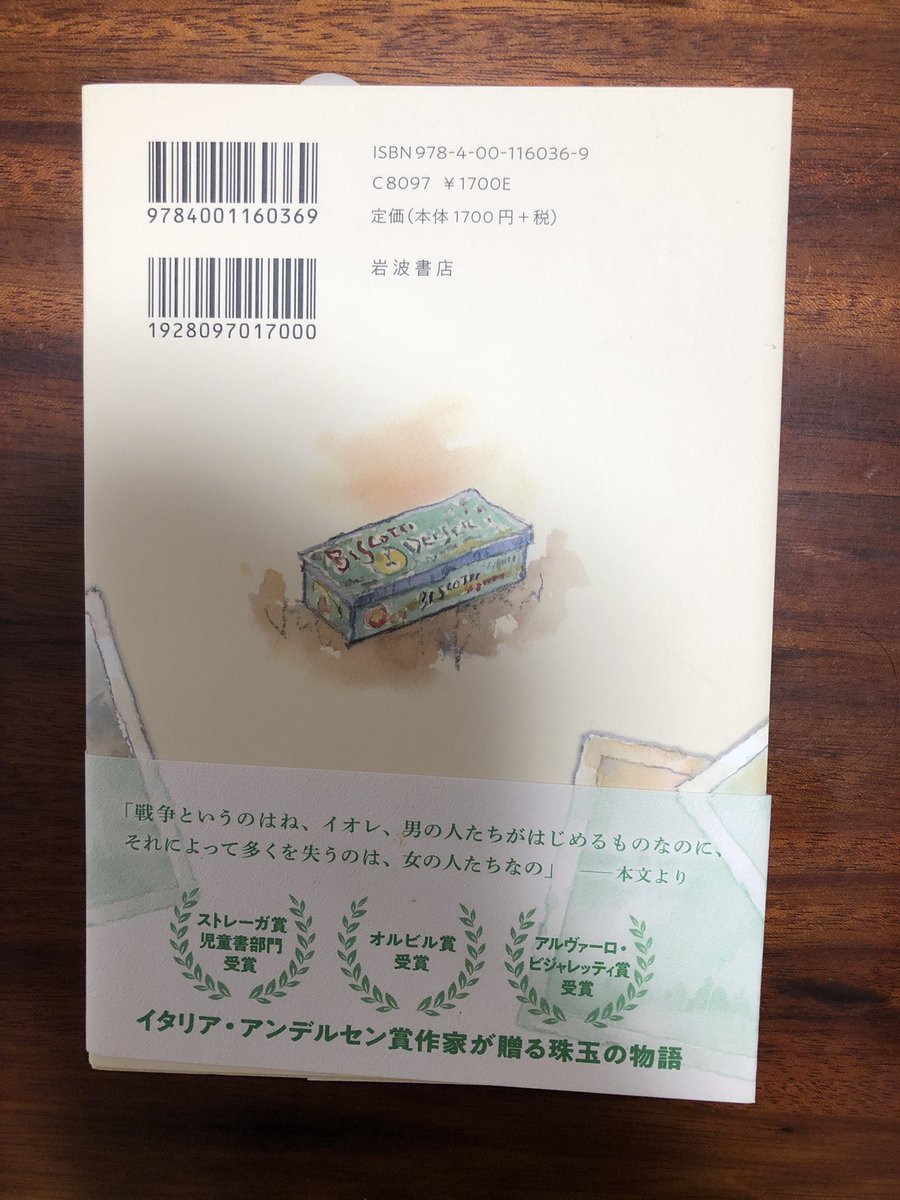 9784001160369
1928097017000
ISBN978-4-00-116036-9
C8097 ¥1700E
定価(本体1700円+税)
岩波書店
BISCOTTI
BISCOTTI
「戦争というのはね、イオレ、男の人たちがはじめるものなのに、
それによって多くを失うのは、女の人たちなの」 ──本文より
ストレーガ賞
児童書部門
受賞
オルビル賞
受賞
アルヴァーロ・
ビジャレッティ賞
受賞
イタリア・アンデルセン賞作家が贈る珠玉の物語